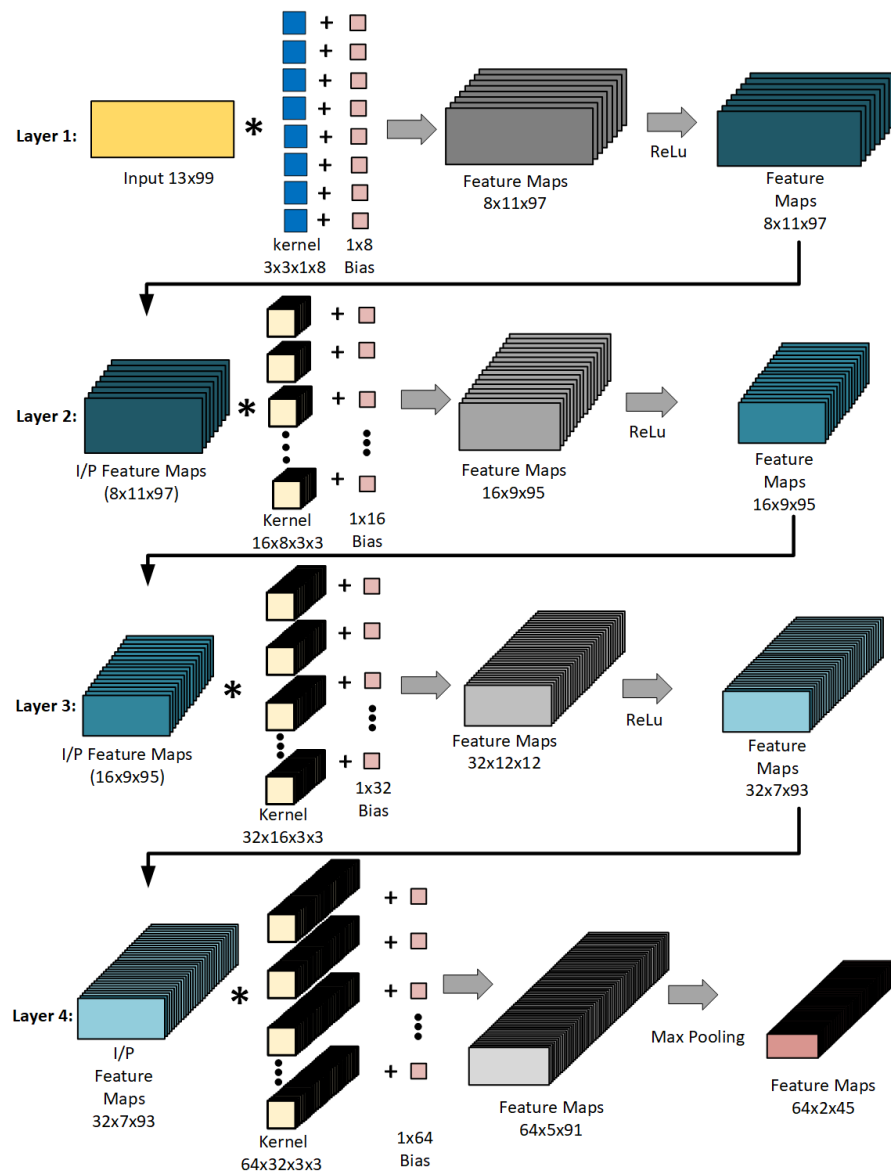 Layer 1:
Input 13x99
*
+
+
+
+
+
+
+
+
kernel
3x3x1x8
1x8
Bias
Feature Maps
8x11x97
ReLu
Feature
Maps
8x11x97
Layer 2:
I/P Feature Maps
(8x11x97)
*
+
+
+
+
Kernel
16x8x3x3
1x16
Bias
Feature Maps
16x9x95
ReLu
Feature
Maps
16x9x95
Layer 3:
I/P Feature Maps
(16x9x95)
*
+
+
+
+
Kernel
32x16x3x3
1x32
Bias
Feature Maps
32x12x12
ReLu
Feature
Maps
32x7x93
Layer 4:
I/P
Feature
Maps
32x7x93
*
+
+
+
+
Kernel
64x32x3x3
1x64
Bias
Feature Maps
64x5x91
Max Pooling
Feature Maps
64x2x45